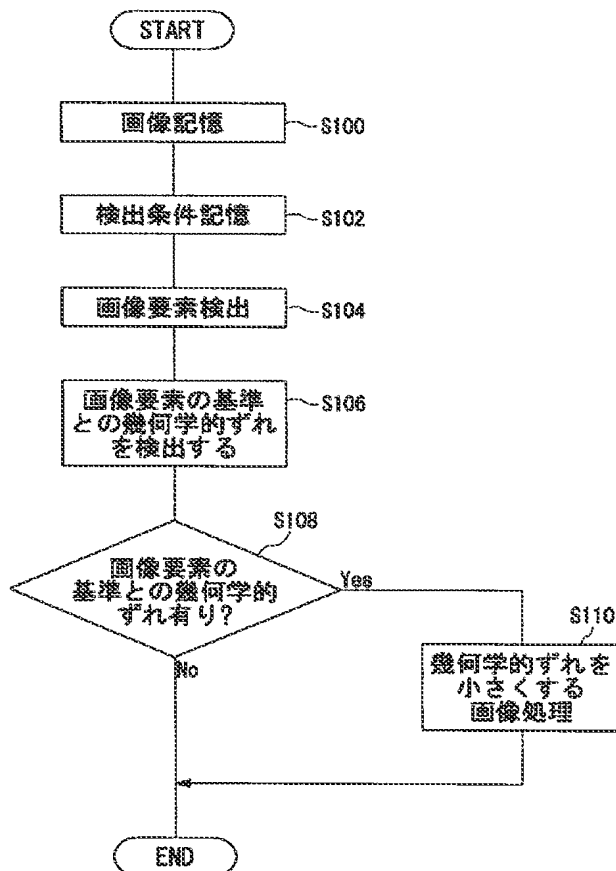 START
画像記憶
S100
検出条件記憶
S102
画像要素検出
S104
画像要素の基準
との幾何学的ずれ
を検出する
S106
S108
画像要素の
基準との幾何学的
ずれ有り?
Yes
No
S110
幾何学的ずれを
小さくする
画像処理
END